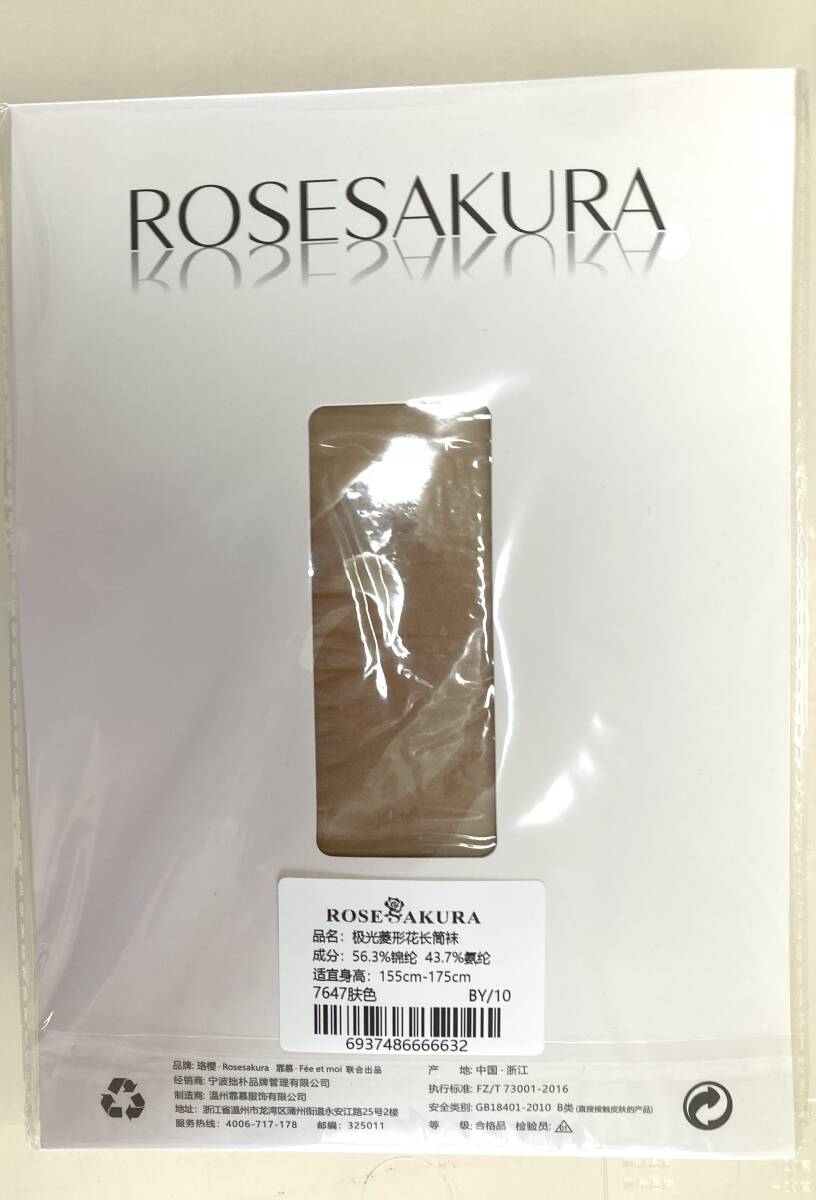 ROSESAKURA
ROSESAKURA
品名：极光菱形花长筒袜
成分：56.3%锦纶 43.7%氨纶
适宜身高：155cm-175cm
7647肤色 BY/10
6937486666632
品牌：珞樱·Rosesakura 霏慕·Fée et moi 联合出品
经销商：宁波拙朴品牌管理有限公司
制造商：温州霏慕服饰有限公司
地址：浙江省温州市龙湾区蒲州街道永安江路25号2楼
服务热线：4006-717-178 邮编：325011
产 地：中国·浙江
执行标准：FZ/T 73001-2016
安全类别：GB18401-2010 B类（直接接触皮肤的产品）
等 级：合格品 检验员：01